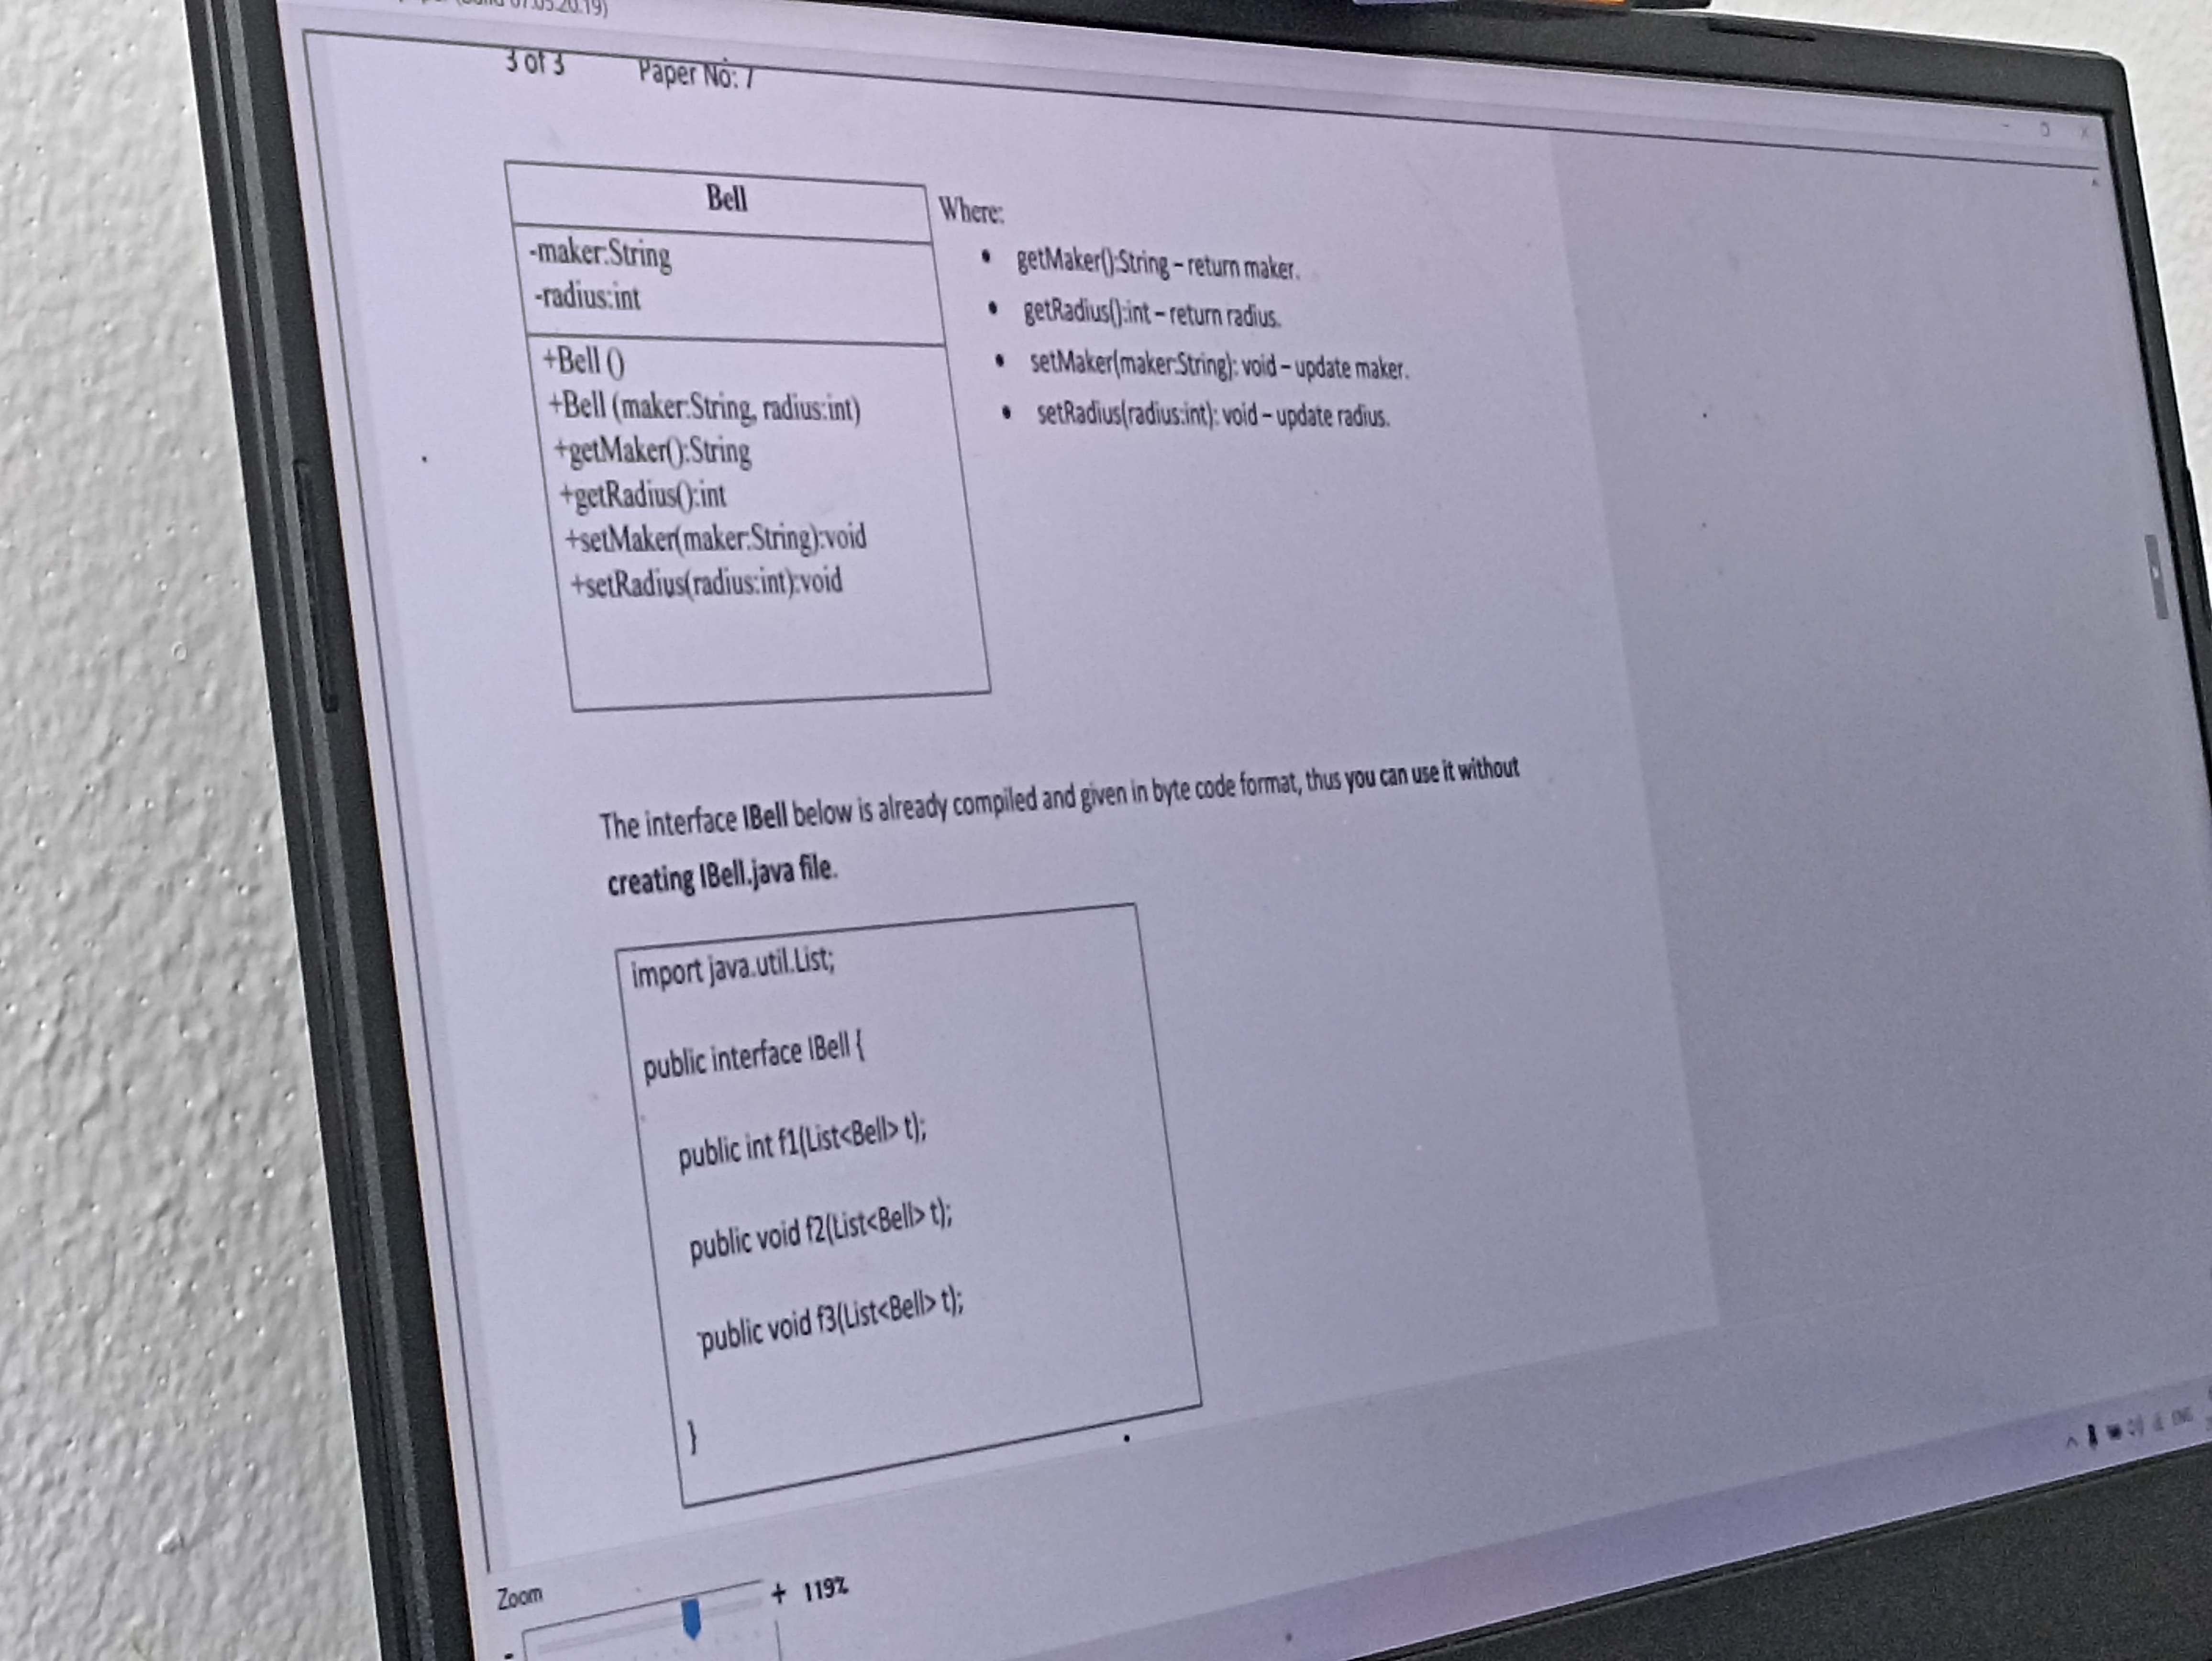 07.05.20.19)
3 of 3 Paper No: 7
Bell
-maker:String
-radius:int
+Bell ()
+Bell (maker:String, radius:int)
+getMaker():String
+getRadius():int
+setMaker(maker:String):void
+setRadius(radius:int):void
Where:
• getMaker():String – return maker.
• getRadius():int – return radius.
• setMaker(maker:String): void – update maker.
• setRadius(radius:int): void – update radius.
The interface IBell below is already compiled and given in byte code format, thus you can use it without
creating IBell.java file.
import java.util.List;
public interface IBell {
public int f1(List<Bell> t);
public void f2(List<Bell> t);
public void f3(List<Bell> t);
}
Zoom
- + 119%
ENG